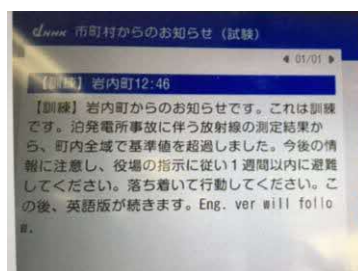 dNHK 市町村からのお知らせ（試験）
◀ 01/01 ▶
【訓練】岩内町12:46
【訓練】岩内町からのお知らせです。これは訓練
です。泊発電所事故に伴う放射線の測定結果か
ら、町内全域で基準値を超過しました。今後の情
報に注意し、役場の指示に従い１週間以内に避難
してください。落ち着いて行動してください。こ
の後、英語版が続きます。Eng. ver will follo
w.